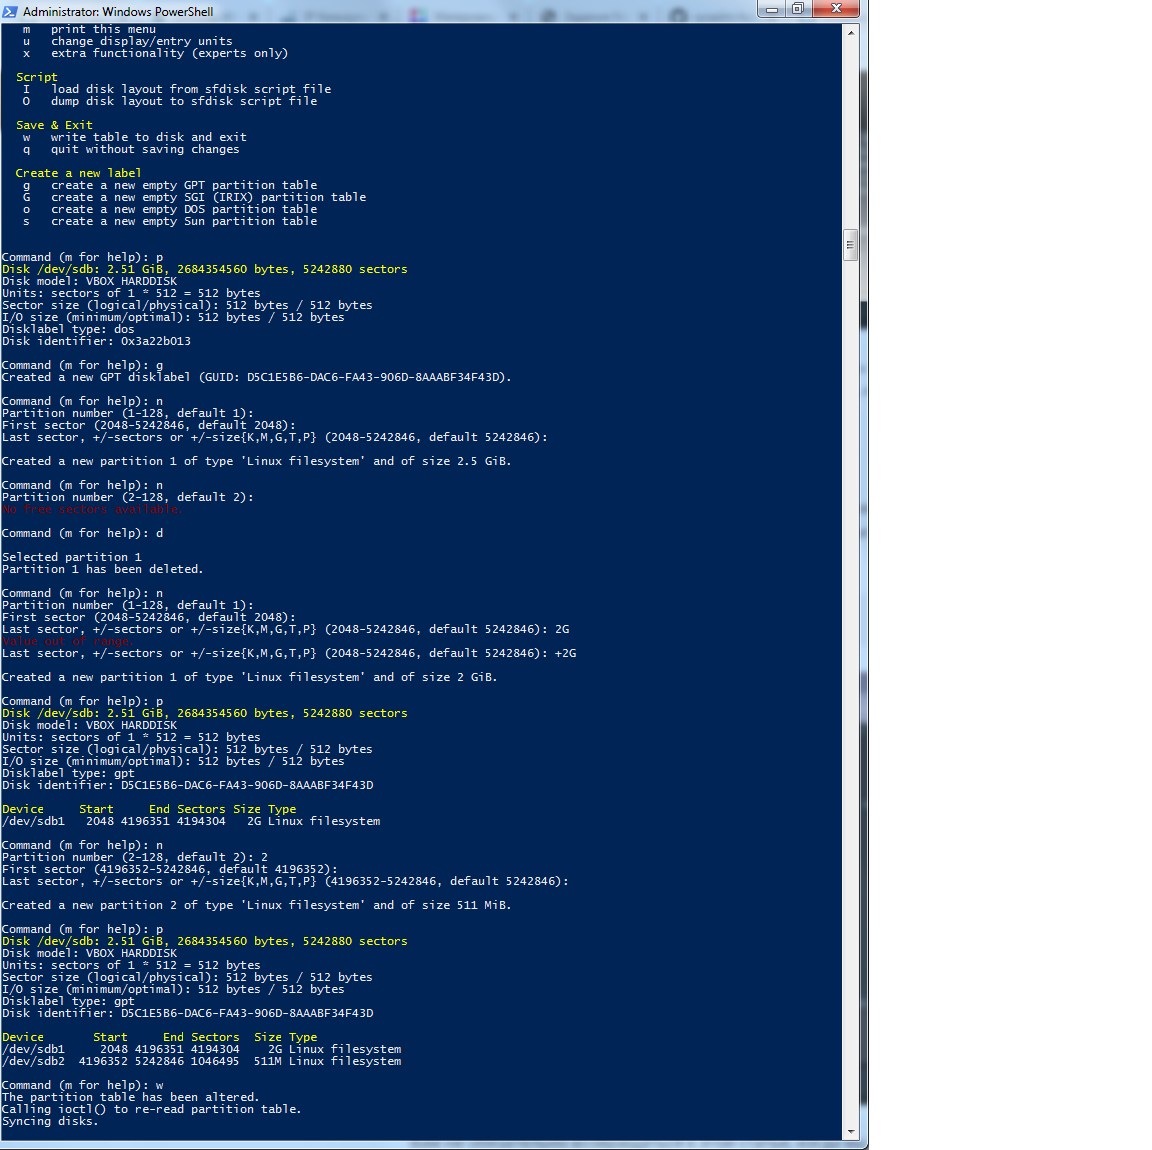 Administrator: Windows PowerShell
m print this menu
u change display/entry units
x extra functionality (experts only)
Script
I load disk layout from sfdisk script file
O dump disk layout to sfdisk script file
Save & Exit
w write table to disk and exit
q quit without saving changes
Create a new label
g create a new empty GPT partition table
G create a new empty SGI (IRIX) partition table
o create a new empty DOS partition table
s create a new empty Sun partition table
Command (m for help): p
Disk /dev/sdb: 2.51 GiB, 2684354560 bytes, 5242880 sectors
Disk model: VBOX HARDDISK
Units: sectors of 1 * 512 = 512 bytes
Sector size (logical/physical): 512 bytes / 512 bytes
I/O size (minimum/optimal): 512 bytes / 512 bytes
Disklabel type: dos
Disk identifier: 0x3a22b013
Command (m for help): g
Created a new GPT disklabel (GUID: D5C1E5B6-DAC6-FA43-906D-8AAABF34F43D).
Command (m for help): n
Partition number (1-128, default 1):
First sector (2048-5242846, default 2048):
Last sector, +/-sectors or +/-size{K,M,G,T,P} (2048-5242846, default 5242846):
Created a new partition 1 of type 'Linux filesystem' and of size 2.5 GiB.
Command (m for help): n
Partition number (2-128, default 2):
No free sectors available.
Command (m for help): d
Selected partition 1
Partition 1 has been deleted.
Command (m for help): n
Partition number (1-128, default 1):
First sector (2048-5242846, default 2048):
Last sector, +/-sectors or +/-size{K,M,G,T,P} (2048-5242846, default 5242846): 2G
Value out of range.
Last sector, +/-sectors or +/-size{K,M,G,T,P} (2048-5242846, default 5242846): +2G
Created a new partition 1 of type 'Linux filesystem' and of size 2 GiB.
Command (m for help): p
Disk /dev/sdb: 2.51 GiB, 2684354560 bytes, 5242880 sectors
Disk model: VBOX HARDDISK
Units: sectors of 1 * 512 = 512 bytes
Sector size (logical/physical): 512 bytes / 512 bytes
I/O size (minimum/optimal): 512 bytes / 512 bytes
Disklabel type: gpt
Disk identifier: D5C1E5B6-DAC6-FA43-906D-8AAABF34F43D
Device Start End Sectors Size Type
/dev/sdb1 2048 4196351 4194304 2G Linux filesystem
Command (m for help): n
Partition number (2-128, default 2): 2
First sector (4196352-5242846, default 4196352):
Last sector, +/-sectors or +/-size{K,M,G,T,P} (4196352-5242846, default 5242846):
Created a new partition 2 of type 'Linux filesystem' and of size 511 MiB.
Command (m for help): p
Disk /dev/sdb: 2.51 GiB, 2684354560 bytes, 5242880 sectors
Disk model: VBOX HARDDISK
Units: sectors of 1 * 512 = 512 bytes
Sector size (logical/physical): 512 bytes / 512 bytes
I/O size (minimum/optimal): 512 bytes / 512 bytes
Disklabel type: gpt
Disk identifier: D5C1E5B6-DAC6-FA43-906D-8AAABF34F43D
Device Start End Sectors Size Type
/dev/sdb1 2048 4196351 4194304 2G Linux filesystem
/dev/sdb2 4196352 5242846 1046495 511M Linux filesystem
Command (m for help): w
The partition table has been altered.
Calling ioctl() to re-read partition table.
Syncing disks.